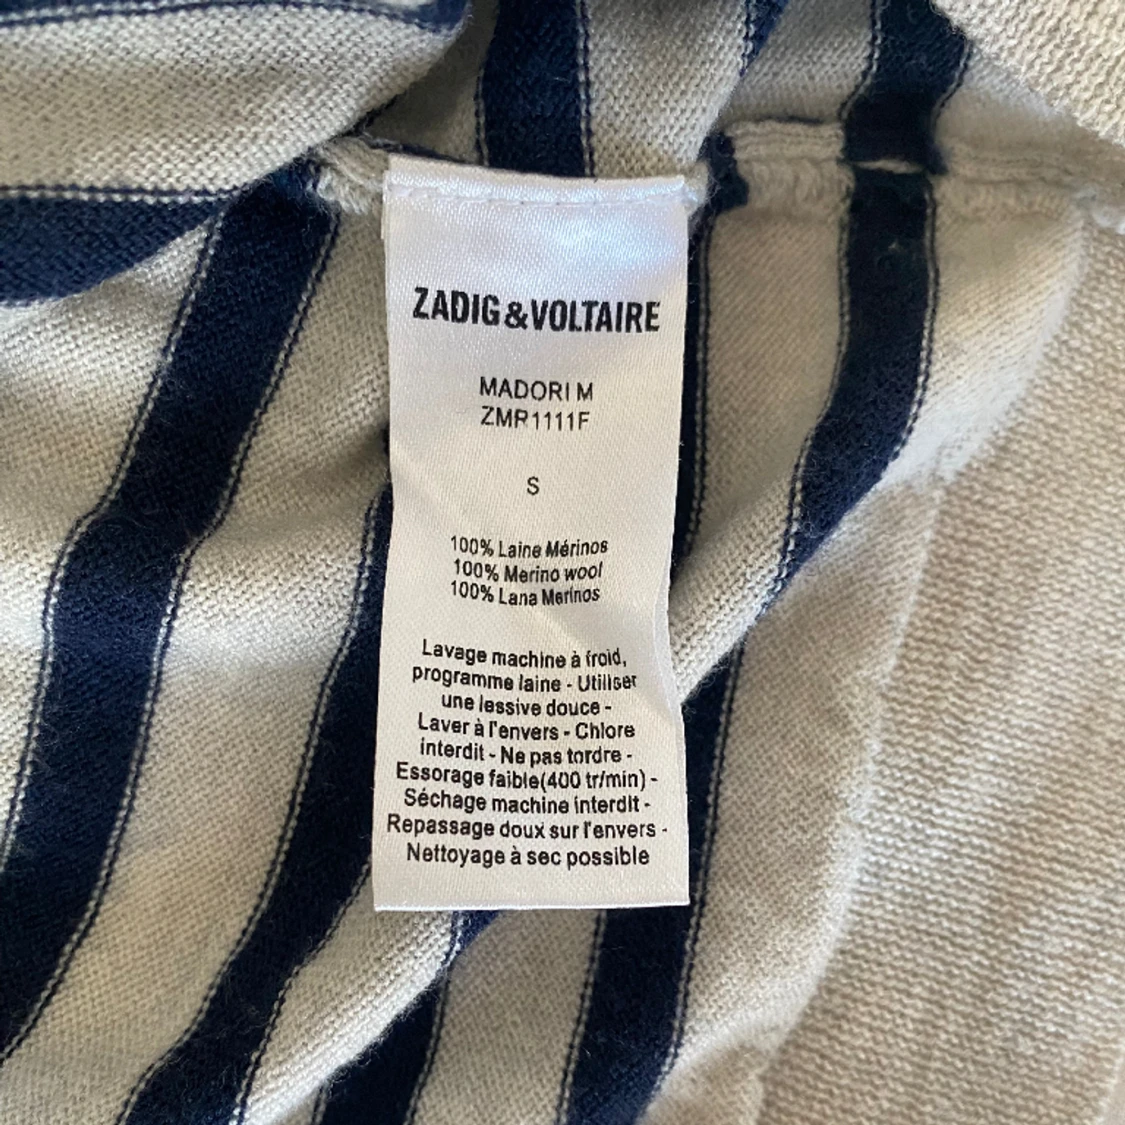 ZADIG&VOLTAIRE
MADORI M
ZMR1111F
S
100% Laine Mérinos
100% Merino wool
100% Lana Merinos
Lavage machine à froid,
programme laine - Utiliser
une lessive douce -
Laver à l'envers - Chlore
interdit - Ne pas tordre -
Essorage faible(400 tr/min) -
Séchage machine interdit -
Repassage doux sur l'envers -
Nettoyage à sec possible